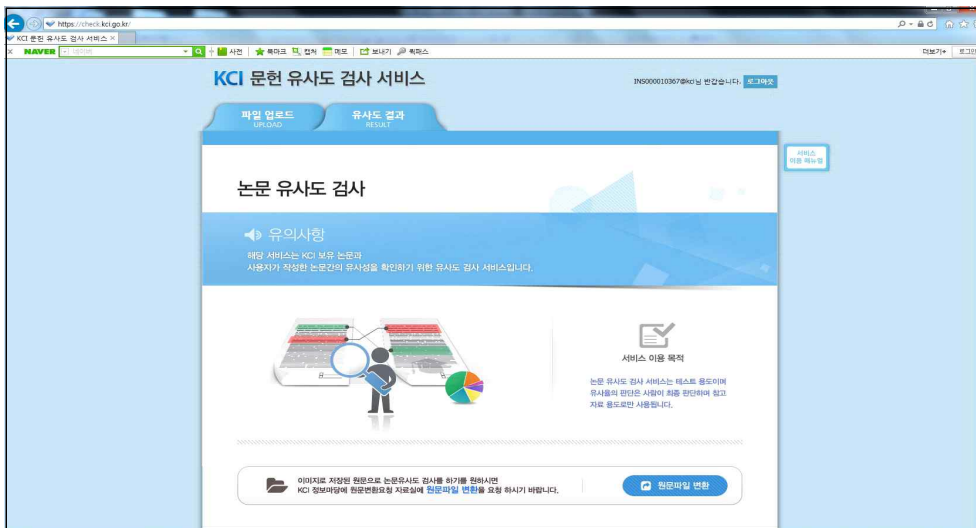 https://check.kci.go.kr/
KCI 문헌 유사도 검사 서비스
NAVER
사전 북마크 캡처 메모 보내기 퀵패스
더보기+
KCI 문헌 유사도 검사 서비스
INS000010367@kci님 반갑습니다. 로그아웃
파일 업로드
UPLOAD
유사도 결과
RESULT
서비스
이용 매뉴얼
논문 유사도 검사
유의사항
해당 서비스는 KCI 보유 논문과
사용자가 작성한 논문간의 유사성을 확인하기 위한 유사도 검사 서비스입니다.
서비스 이용 목적
논문 유사도 검사 서비스는 테스트 용도이며
유사율의 판단은 사람이 최종 판단하며 참고
자료 용도로만 사용됩니다.
이미지로 저장된 원문으로 논문유사도 검사를 하기를 원하시면
KCI 정보마당에 원문변환요청 자료실에 원문파일 변환을 요청 하시기 바랍니다.
원문파일 변환